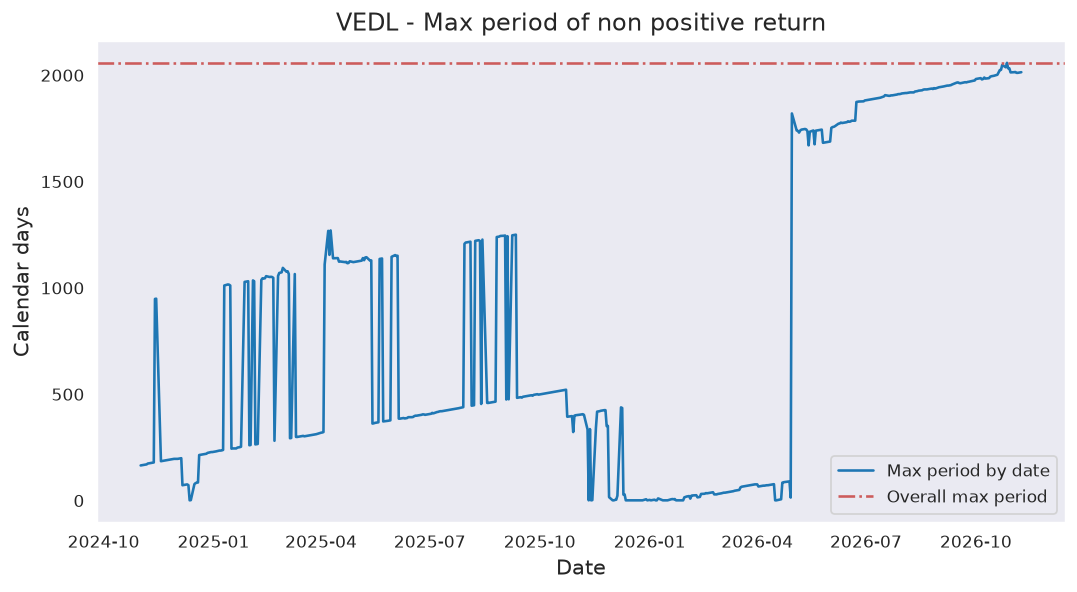 VEDL - Max period of non positive return
Calendar days
2000
1500
1000
500
0
2024-10
2025-01
2025-04
2025-07
2025-10
2026-01
2026-04
2026-07
2026-10
Date
Max period by date
Overall max period